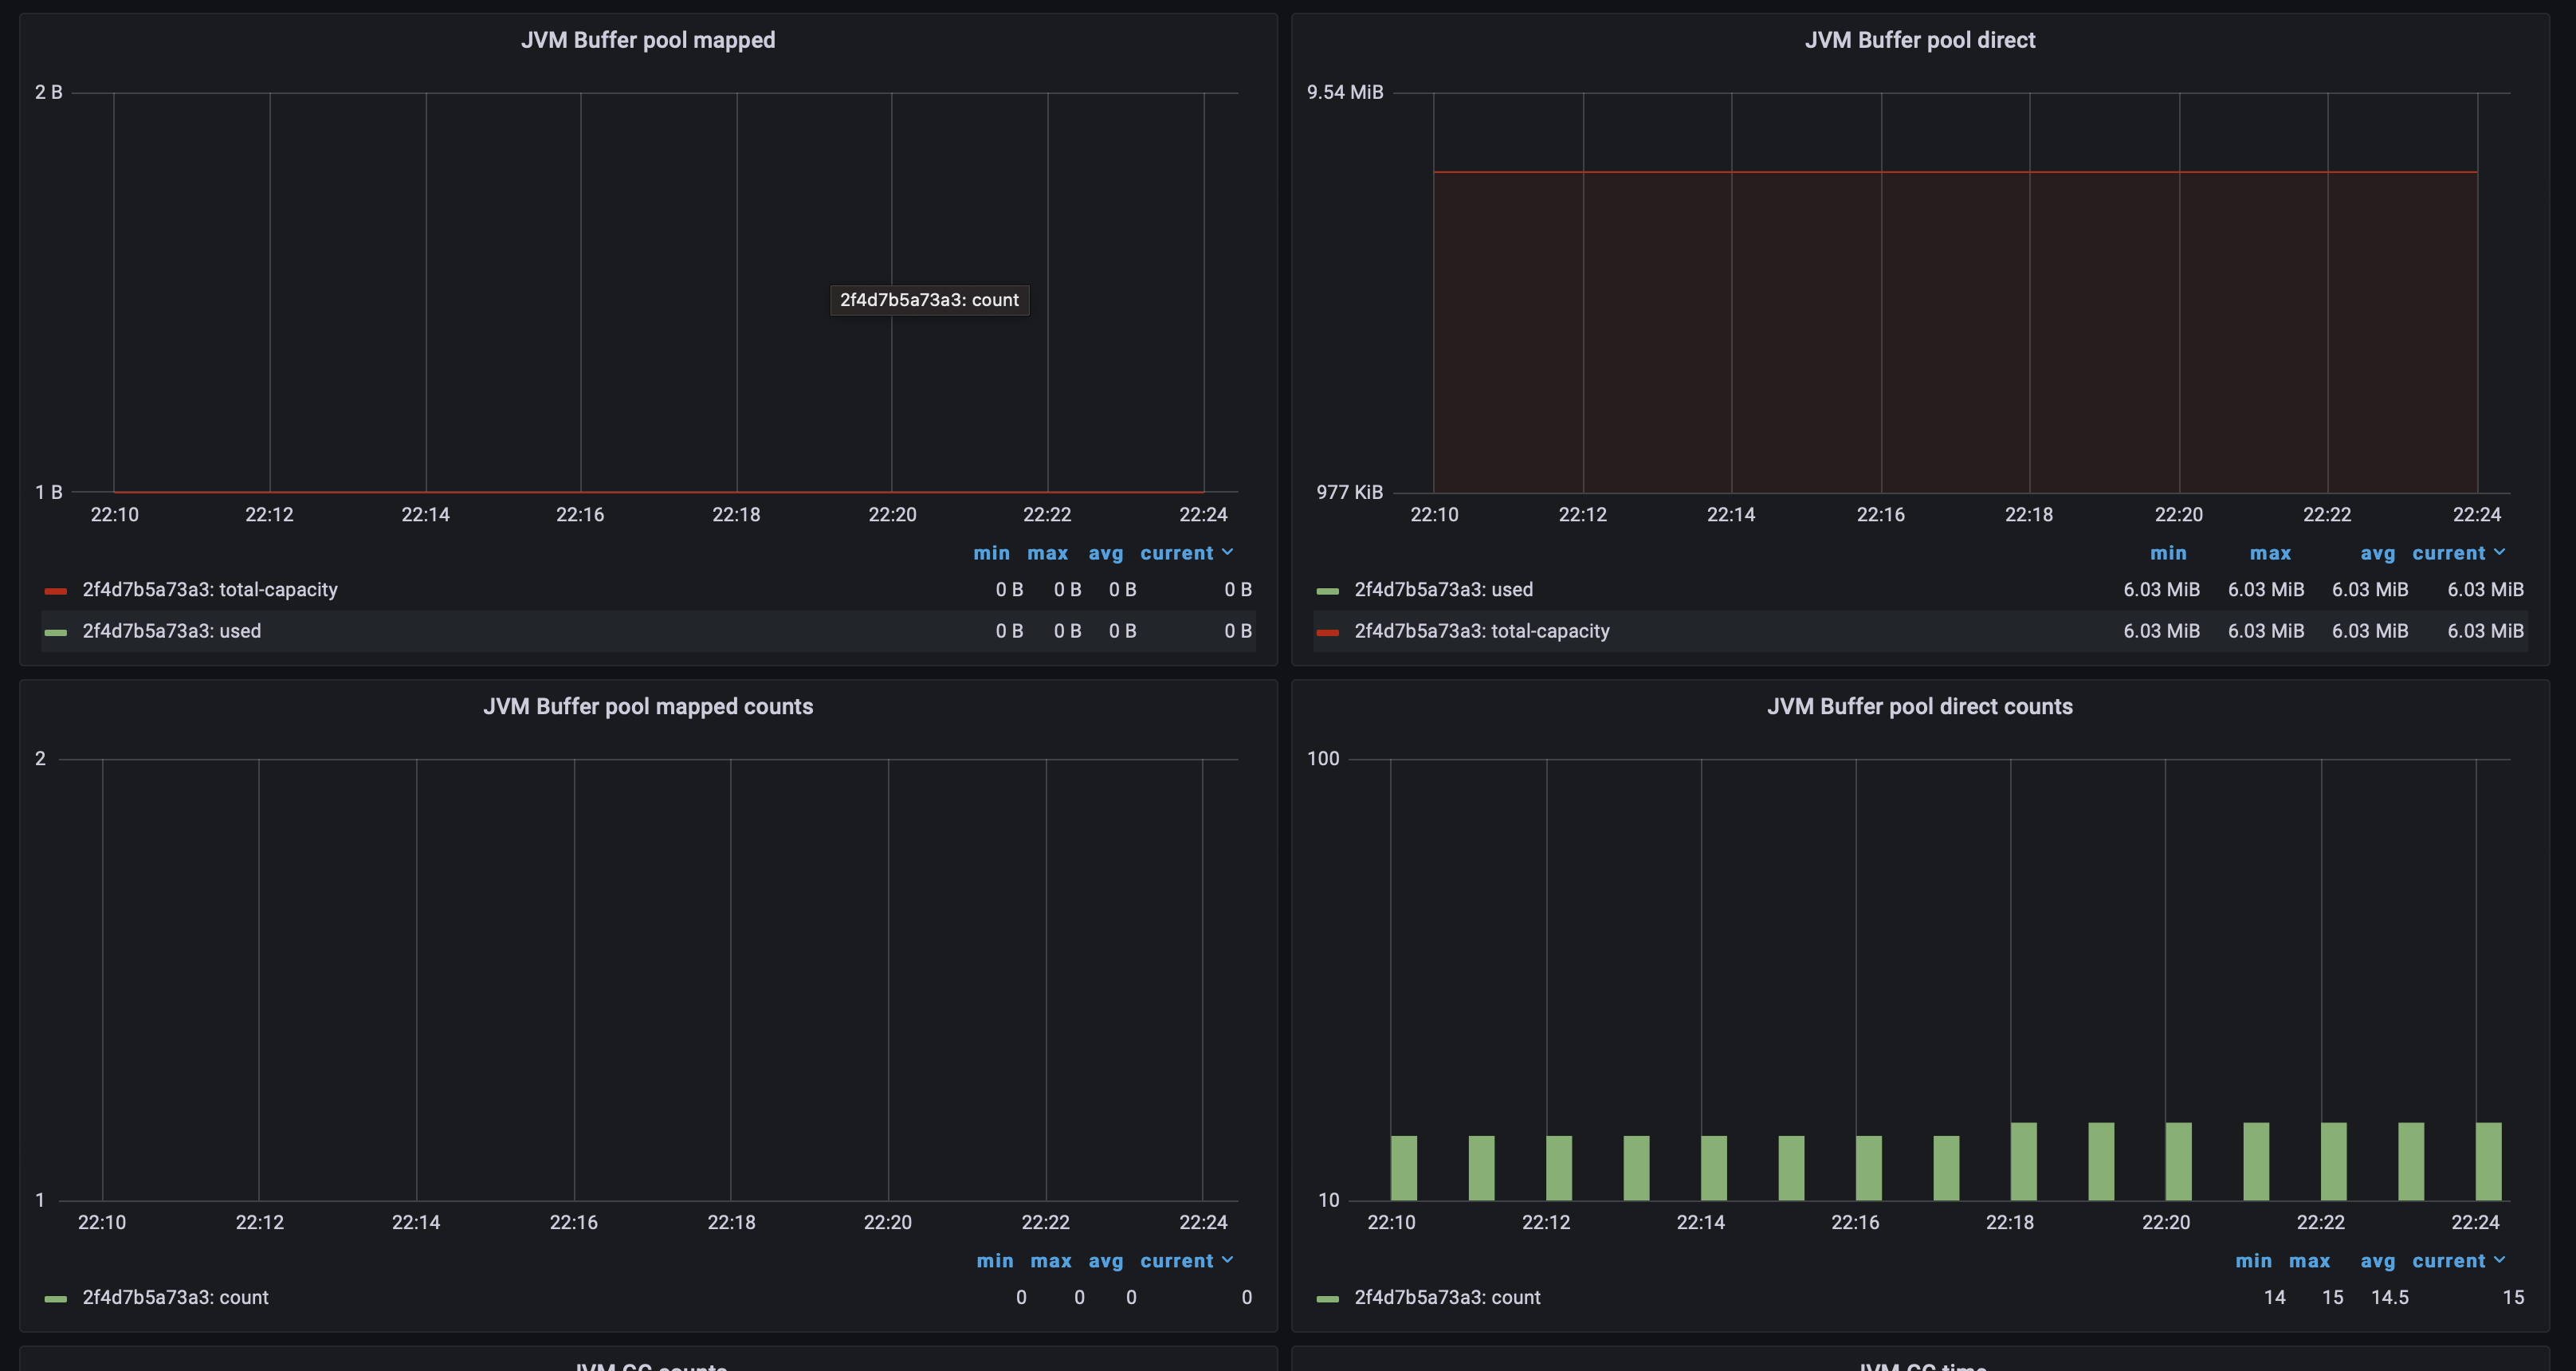 JVM Buffer pool mapped
2 B
2f4d7b5a73a3: count
1 B
22:10 22:12 22:14 22:16 22:18 22:20 22:22 22:24
min max avg current
2f4d7b5a73a3: total-capacity 0 B 0 B 0 B 0 B
2f4d7b5a73a3: used 0 B 0 B 0 B 0 B
JVM Buffer pool direct
9.54 MiB
977 KiB
22:10 22:12 22:14 22:16 22:18 22:20 22:22 22:24
min max avg current
2f4d7b5a73a3: used 6.03 MiB 6.03 MiB 6.03 MiB 6.03 MiB
2f4d7b5a73a3: total-capacity 6.03 MiB 6.03 MiB 6.03 MiB 6.03 MiB
JVM Buffer pool mapped counts
2
1
22:10 22:12 22:14 22:16 22:18 22:20 22:22 22:24
min max avg current
2f4d7b5a73a3: count 0 0 0 0
JVM Buffer pool direct counts
100
10
22:10 22:12 22:14 22:16 22:18 22:20 22:22 22:24
min max avg current
2f4d7b5a73a3: count 14 15 14.5 15
JVM GC counts
JVM GC time